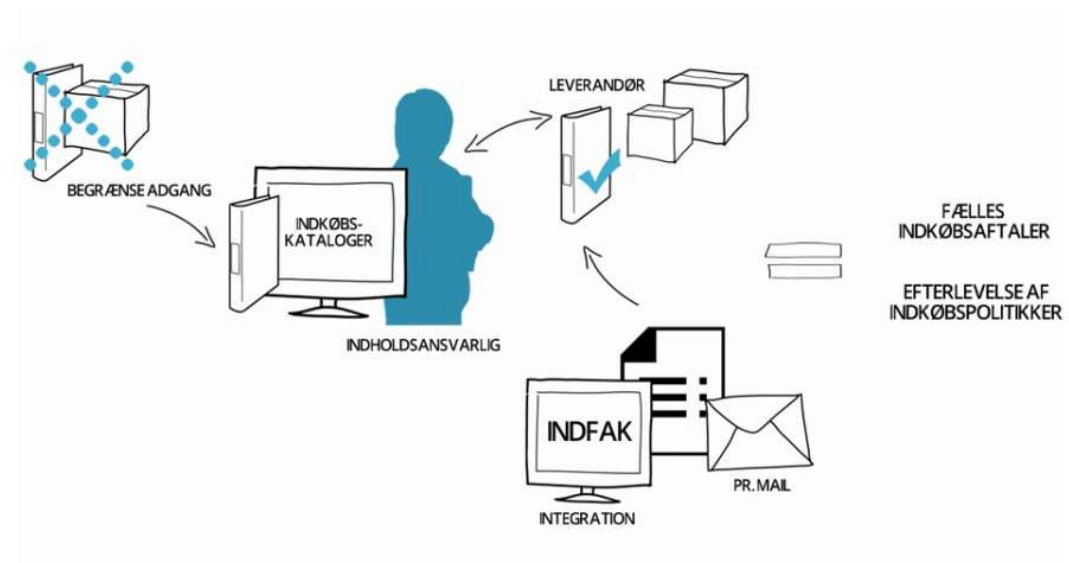 BEGRÆNSE ADGANG
INDKØBS-
KATALOGER
INDHOLDSANSVARLIG
LEVERANDØR
INDFAK
INTEGRATION
PR. MAIL
FÆLLES
INDKØBSAFTALER
EFTERLEVELSE AF
INDKØBSPOLITIKKER